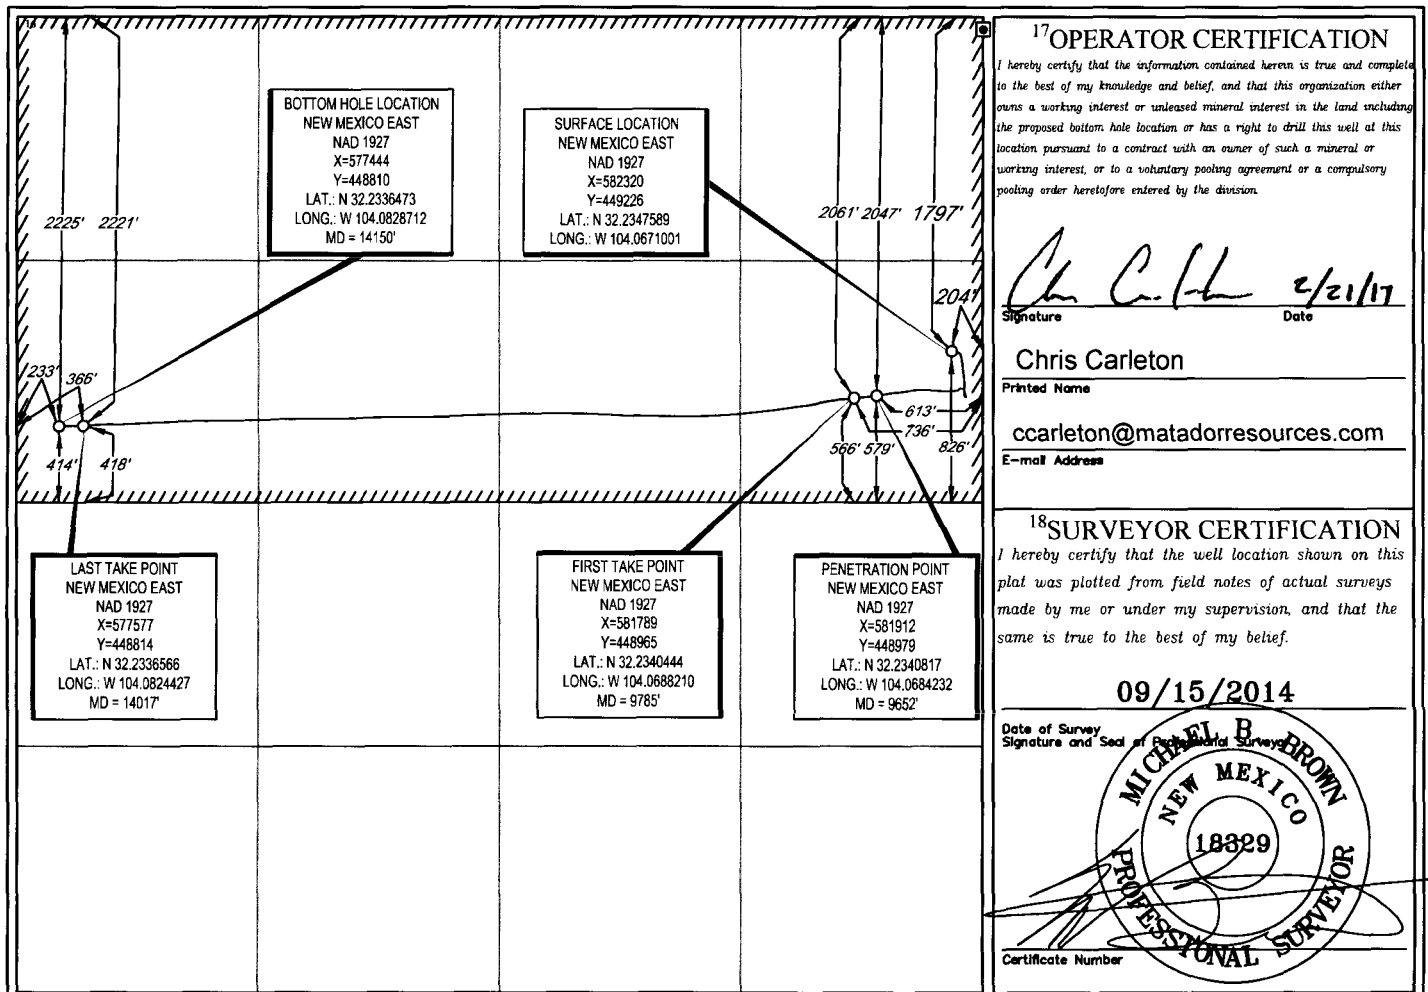 16
BOTTOM HOLE LOCATION
NEW MEXICO EAST
NAD 1927
X=577444
Y=448810
LAT.: N 32.2336473
LONG.: W 104.0828712
MD = 14150'
SURFACE LOCATION
NEW MEXICO EAST
NAD 1927
X=582320
Y=449226
LAT.: N 32.2347589
LONG.: W 104.0671001
2225' 2221'
2061' 2047' 1797'
204'
233' 366'
613'
736'
414' 418'
566' 579' 826'
LAST TAKE POINT
NEW MEXICO EAST
NAD 1927
X=577577
Y=448814
LAT.: N 32.2336566
LONG.: W 104.0824427
MD = 14017'
FIRST TAKE POINT
NEW MEXICO EAST
NAD 1927
X=581789
Y=448965
LAT.: N 32.2340444
LONG.: W 104.0688210
MD = 9785'
PENETRATION POINT
NEW MEXICO EAST
NAD 1927
X=581912
Y=448979
LAT.: N 32.2340817
LONG.: W 104.0684232
MD = 9652'
17OPERATOR CERTIFICATION
I hereby certify that the information contained herein is true and complete
to the best of my knowledge and belief, and that this organization either
owns a working interest or unleased mineral interest in the land including
the proposed bottom hole location or has a right to drill this well at this
location pursuant to a contract with an owner of such a mineral or
working interest, or to a voluntary pooling agreement or a compulsory
pooling order heretofore entered by the division.
2/21/17
Signature Date
Chris Carleton
Printed Name
ccarleton@matadorresources.com
E-mail Address
18SURVEYOR CERTIFICATION
I hereby certify that the well location shown on this
plat was plotted from field notes of actual surveys
made by me or under my supervision, and that the
same is true to the best of my belief.
09/15/2014
Date of Survey
Signature and Seal of Professional Surveyor
MICHAEL B. BROWN
NEW MEXICO
18329
PROFESSIONAL SURVEYOR
Certificate Number